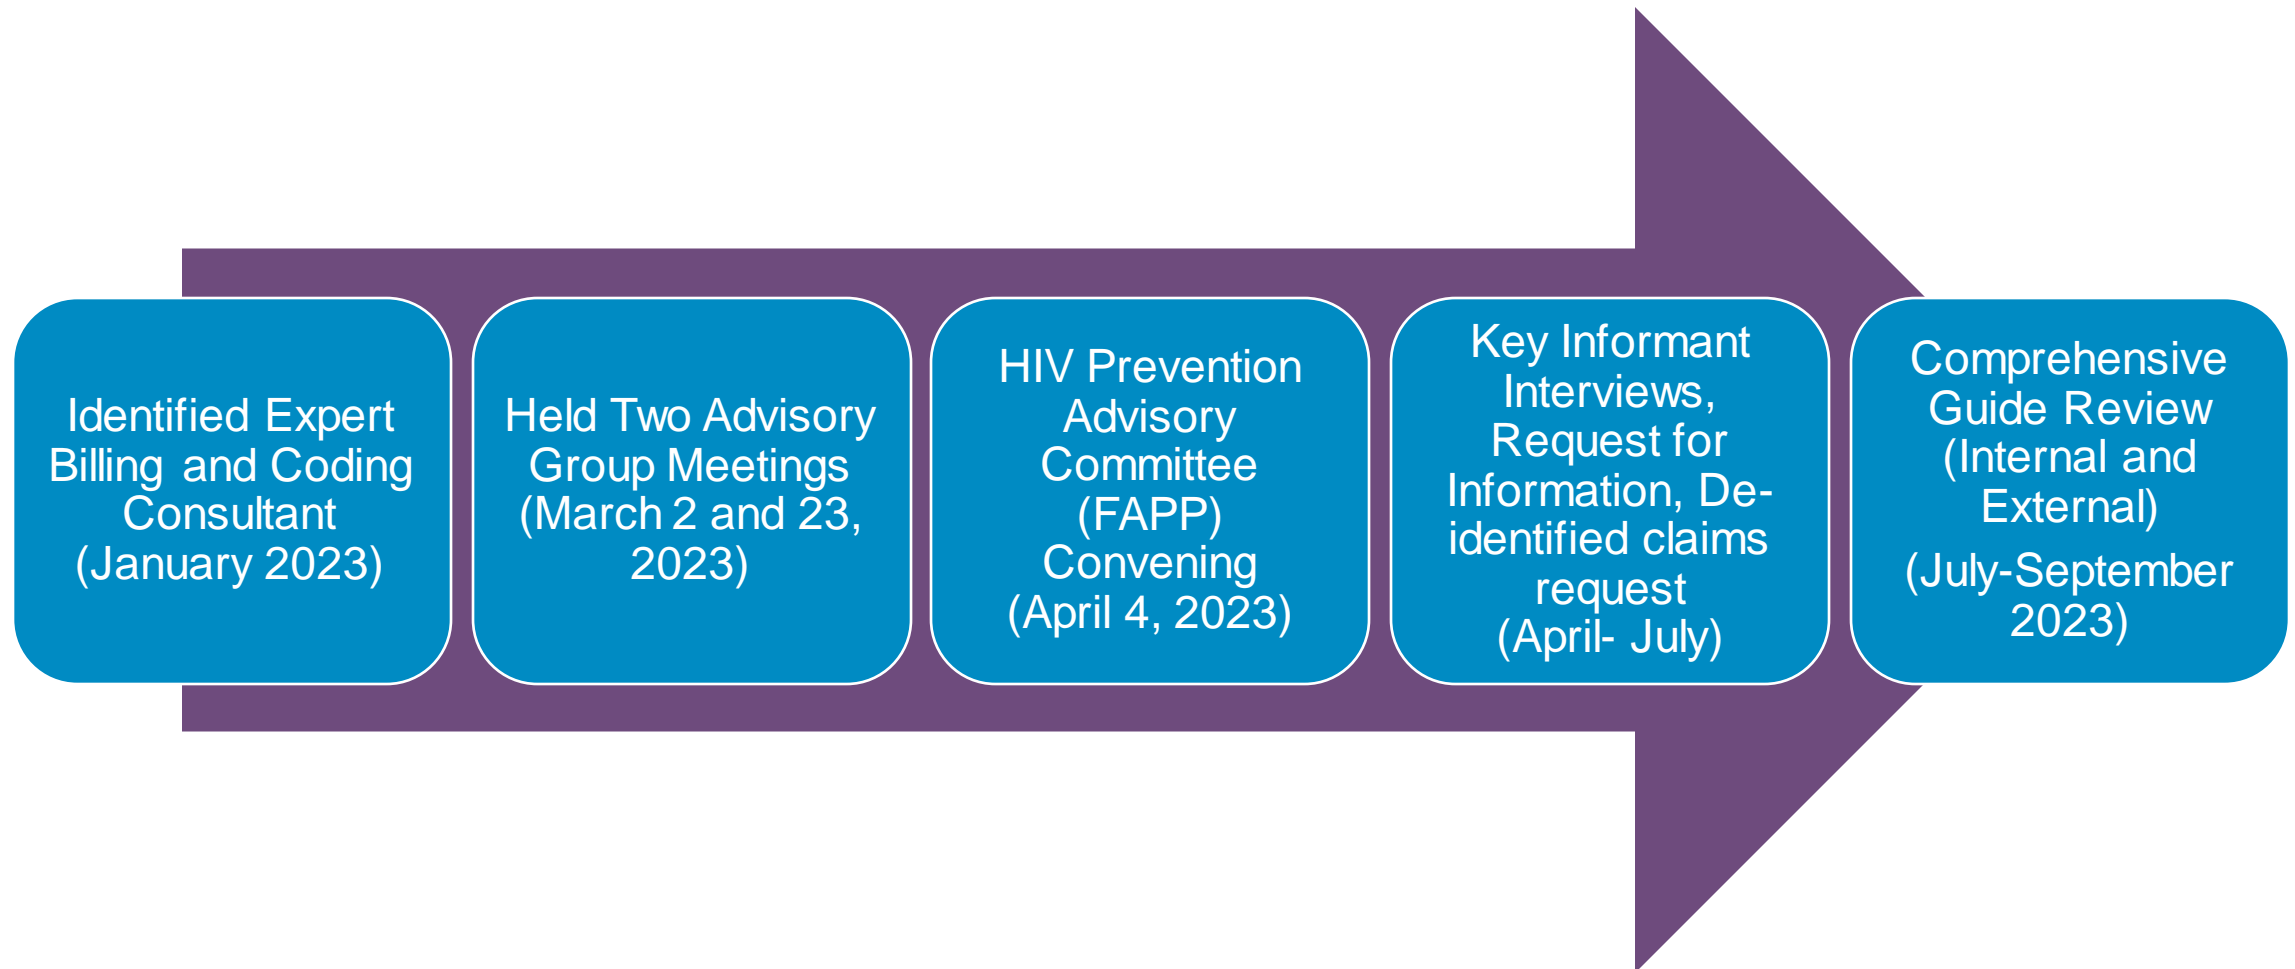 Identified Expert
Billing and Coding
Consultant
(January 2023)
Held Two Advisory
Group Meetings
(March 2 and 23,
2023)
HIV Prevention
Advisory
Committee
(FAPP)
Convening
(April 4, 2023)
Key Informant
Interviews,
Request for
Information, De-
identified claims
request
(April- July)
Comprehensive
Guide Review
(Internal and
External)
(July-September
2023)